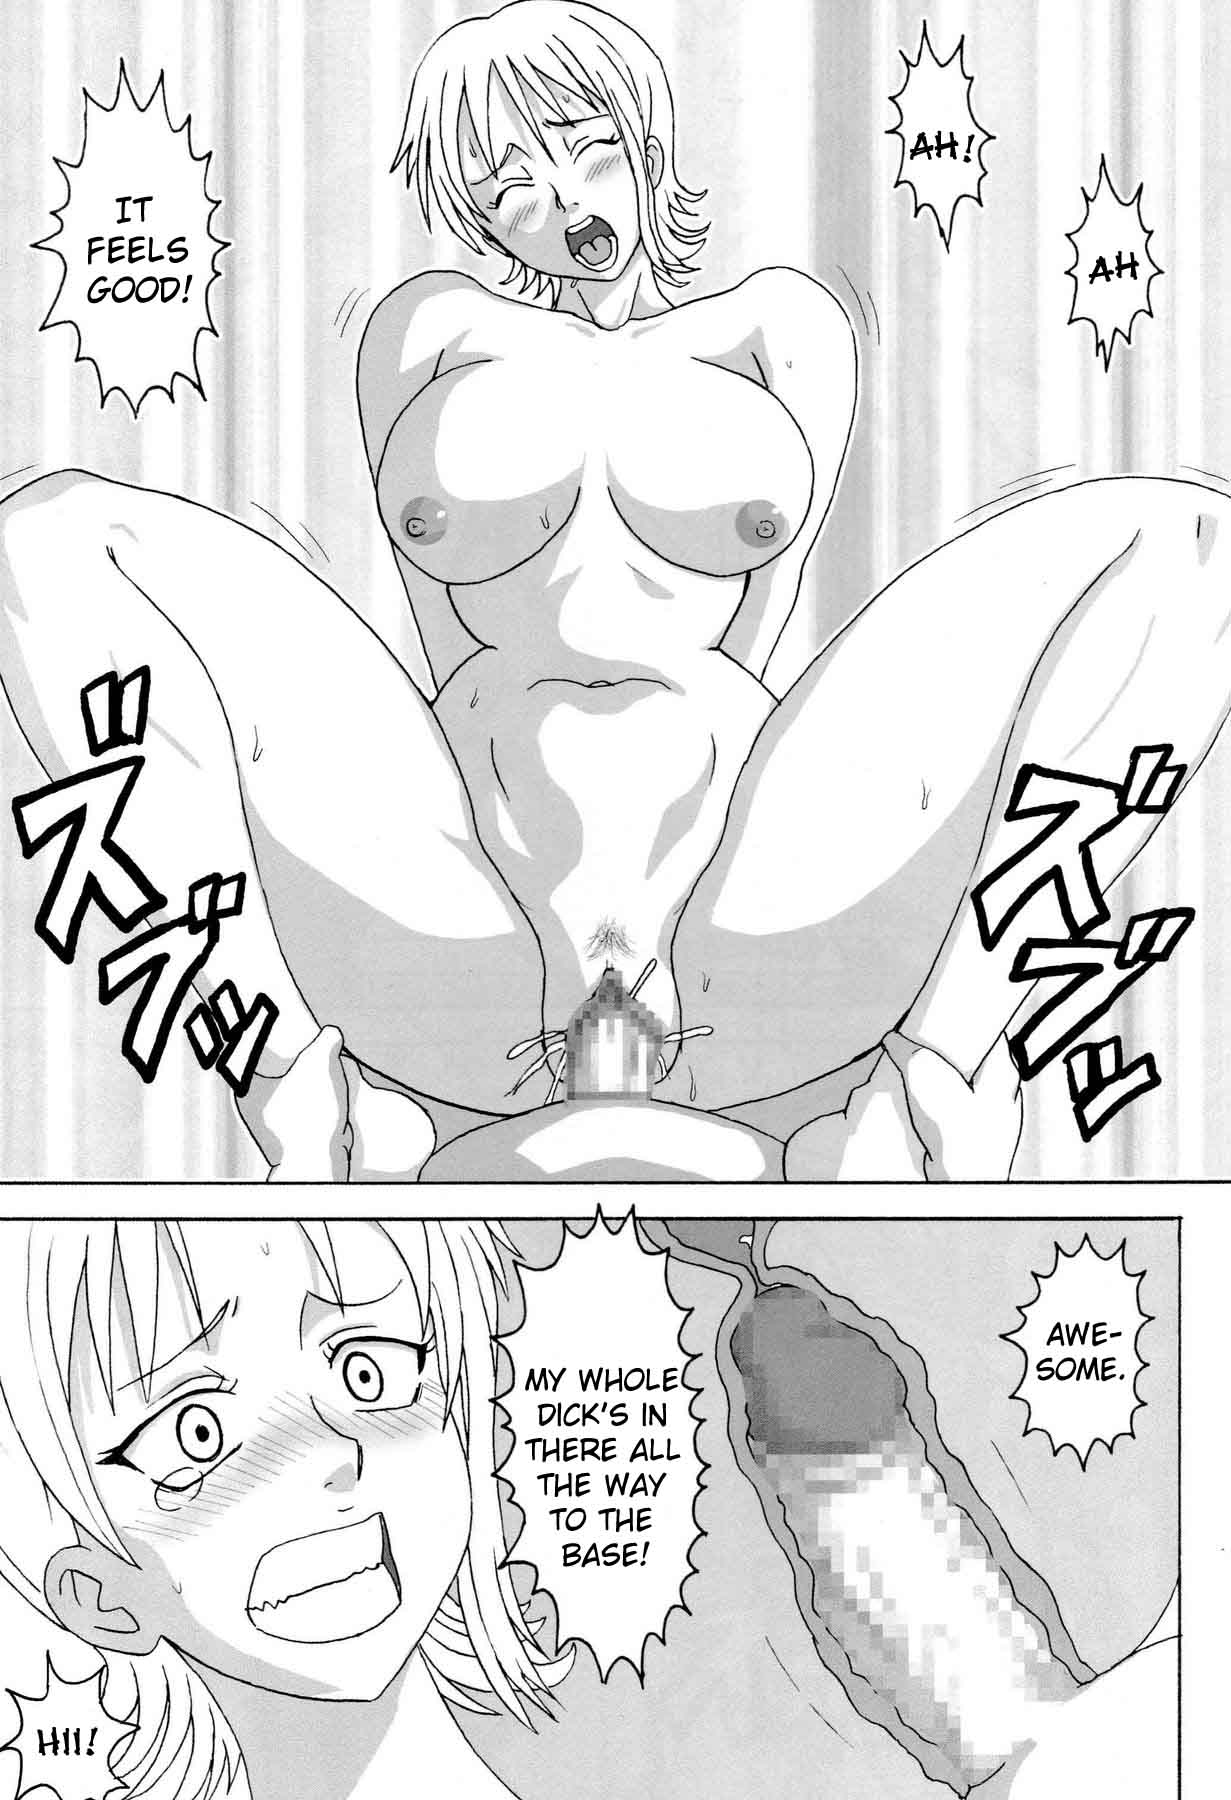 AH
AH!
IT
FEELS
GOOD!
ズブッ
ズブッ
AWE-
SOME.
MY WHOLE
DICK'S IN
THERE ALL
THE WAY
TO THE
BASE!
HII!